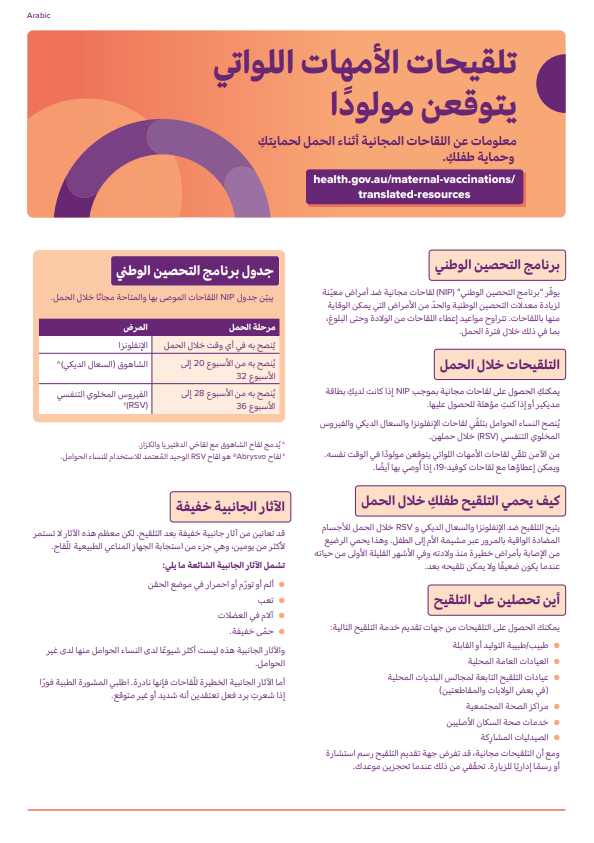 Arabic
تلقيحات الأمهات اللواتي
يتوقعن مولودًا
معلومات عن اللقاحات المجانية أثناء الحمل لحمايتكِ
وحماية طفلكِ.
health.gov.au/maternal-vaccinations/
translated-resources
برنامج التحصين الوطني
يوفّر "برنامج التحصين الوطني" (NIP) لقاحات مجانية ضد أمراض معيّنة
لزيادة معدلات التحصين الوطنية والحدّ من الأمراض التي يمكن الوقاية
منها باللقاحات. تتراوح مواعيد إعطاء اللقاحات من الولادة وحتى البلوغ،
بما في ذلك خلال فترة الحمل.
التلقيحات خلال الحمل
يمكنكِ الحصول على لقاحات مجانية بموجب NIP إذا كانت لديكِ بطاقة
مديكير أو إذا كنتِ مؤهلة للحصول عليها.
يُنصح النساء الحوامل بتلقّي لقاحات الإنفلونزا والسعال الديكي والفيروس
المخلوي التنفسي (RSV) خلال حملهن.
من الآمن تلقّي لقاحات الأمهات اللواتي يتوقعن مولودًا في الوقت نفسه.
ويمكن إعطاؤها مع لقاحات كوفيد-19، إذا أُوصي بها أيضًا.
كيف يحمي التلقيح طفلكِ خلال الحمل
يتيح التلقيح ضد الإنفلونزا والسعال الديكي و RSV خلال الحمل للأجسام
المضادة الواقية بالمرور عبر مشيمة الأم إلى الطفل. وهذا يحمي الرضيع
من الإصابة بأمراض خطيرة منذ ولادته وفي الأشهر القليلة الأولى من حياته
عندما يكون ضعيفًا ولا يمكن تلقيحه بعد.
أين تحصلين على التلقيح
يمكنكِ الحصول على التلقيحات من جهات تقديم خدمة التلقيح التالية:
طبيب/طبيبة التوليد أو القابلة
العيادات العامة المحلية
عيادات التلقيح التابعة لمجالس البلديات المحلية
(في بعض الولايات والمقاطعتين)
مراكز الصحة المجتمعية
خدمات صحة السكان الأصليين
الصيدليات المشارِكة
ومع أن التلقيحات مجانية، قد تفرض جهة تقديم التلقيح رسم استشارة
أو رسمًا إداريًا للزيارة. تحقّقي من ذلك عندما تحجزين موعدك.
جدول برنامج التحصين الوطني
يبيّن جدول NIP اللقاحات الموصى بها والمتاحة مجانًا خلال الحمل.
مرحلة الحمل المرض
يُنصح به في أي وقت خلال الحمل الإنفلونزا
يُنصح به من الأسبوع 20 إلى الشاهوق (السعال الديكي)^
الأسبوع 32
يُنصح به من الأسبوع 28 إلى الفيروس المخلوي التنفسي
الأسبوع 36 (RSV)*
^ يُدمج لقاح الشاهوق مع لقاحَي الدفتيريا والكزاز.
*لقاح Abrysvo® هو لقاح RSV الوحيد المُعتمد للاستخدام للنساء الحوامل.
الآثار الجانبية خفيفة
قد تعانين من آثار جانبية خفيفة بعد التلقيح. لكن معظم هذه الآثار لا تستمر
لأكثر من يومين، وهي جزء من استجابة الجهاز المناعي الطبيعية للّقاح.
تشمل الآثار الجانبية الشائعة ما يلي:
ألم أو تورّم أو احمرار في موضع الحقن
تعب
آلام في العضلات
حمّى خفيفة.
والآثار الجانبية هذه ليست أكثر شيوعًا لدى النساء الحوامل منها لدى غير
الحوامل.
أما الآثار الجانبية الخطِيرة للّقاحات فإنها نادرة. اطلبي المشورة الطبية فورًا
إذا شعرتِ برد فعل تعتقدين أنه شديد أو غير متوقع.